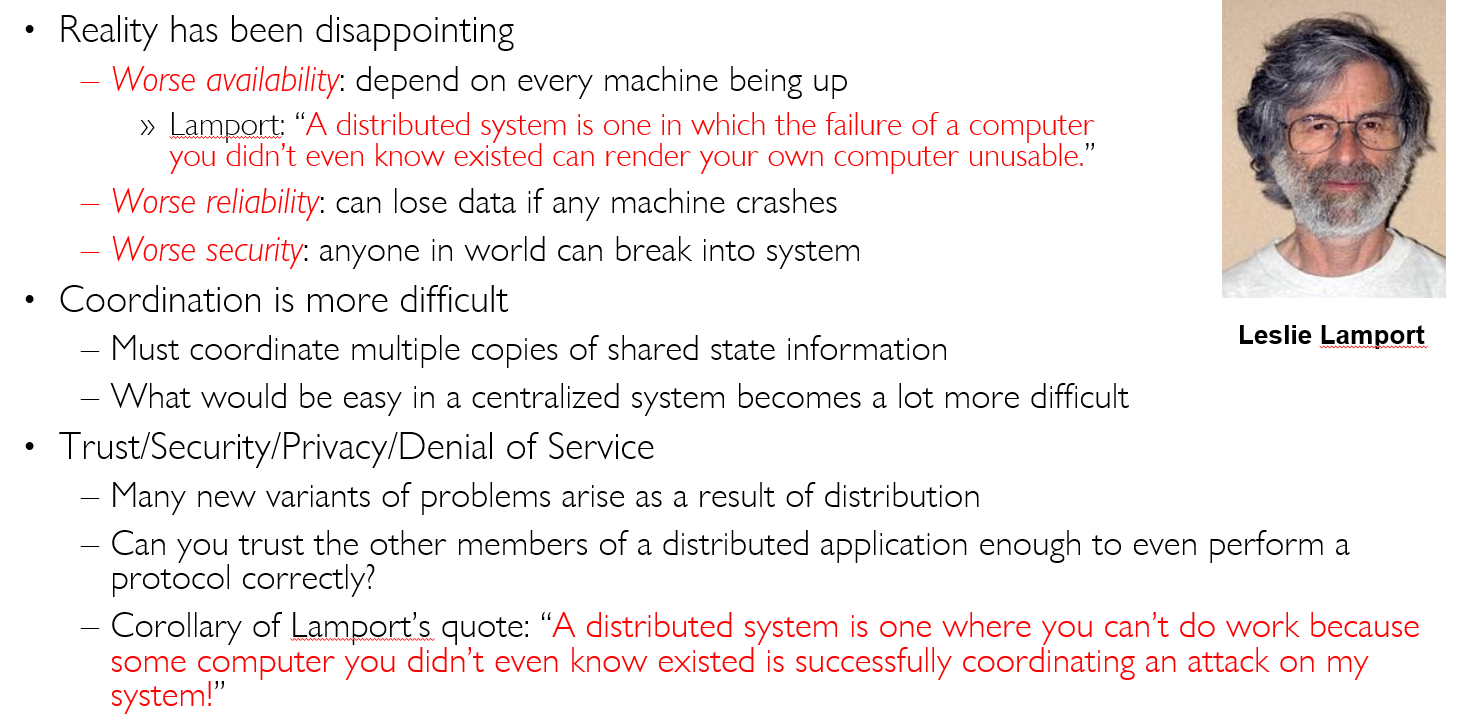 • Reality has been disappointing
– Worse availability: depend on every machine being up
» Lamport: “A distributed system is one in which the failure of a computer
you didn’t even know existed can render your own computer unusable.”
– Worse reliability: can lose data if any machine crashes
– Worse security: anyone in world can break into system
• Coordination is more difficult
– Must coordinate multiple copies of shared state information
– What would be easy in a centralized system becomes a lot more difficult
• Trust/Security/Privacy/Denial of Service
– Many new variants of problems arise as a result of distribution
– Can you trust the other members of a distributed application enough to even perform a
protocol correctly?
– Corollary of Lamport’s quote: “A distributed system is one where you can’t do work because
some computer you didn’t even know existed is successfully coordinating an attack on my
system!”
Leslie Lamport